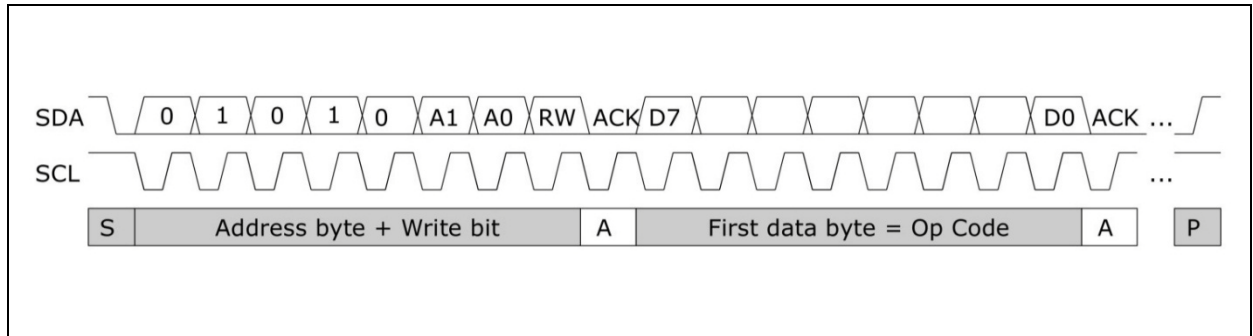 SDA 0 1 0 1 0 A1 A0 RW ACK D7 D0 ACK ...
SCL ...
S Address byte + Write bit A First data byte = Op Code A P